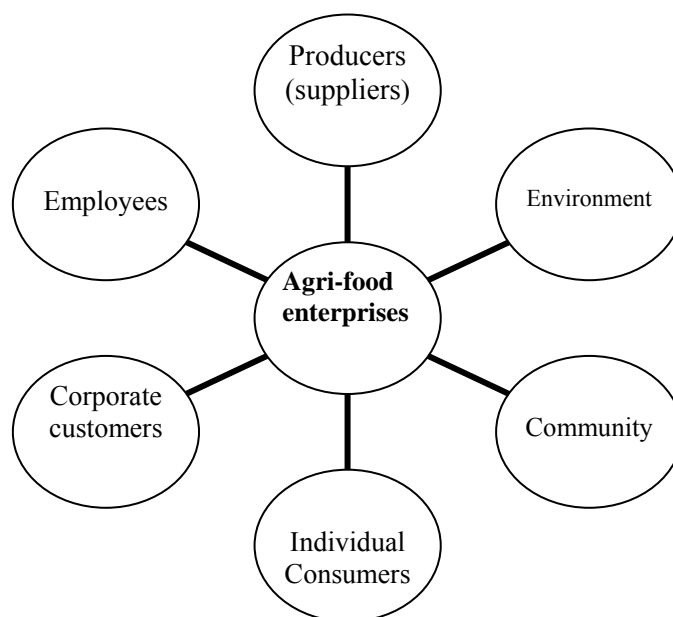 Producers
(suppliers)
Employees
Environment
Agri-food
enterprises
Corporate
customers
Community
Individual
Consumers